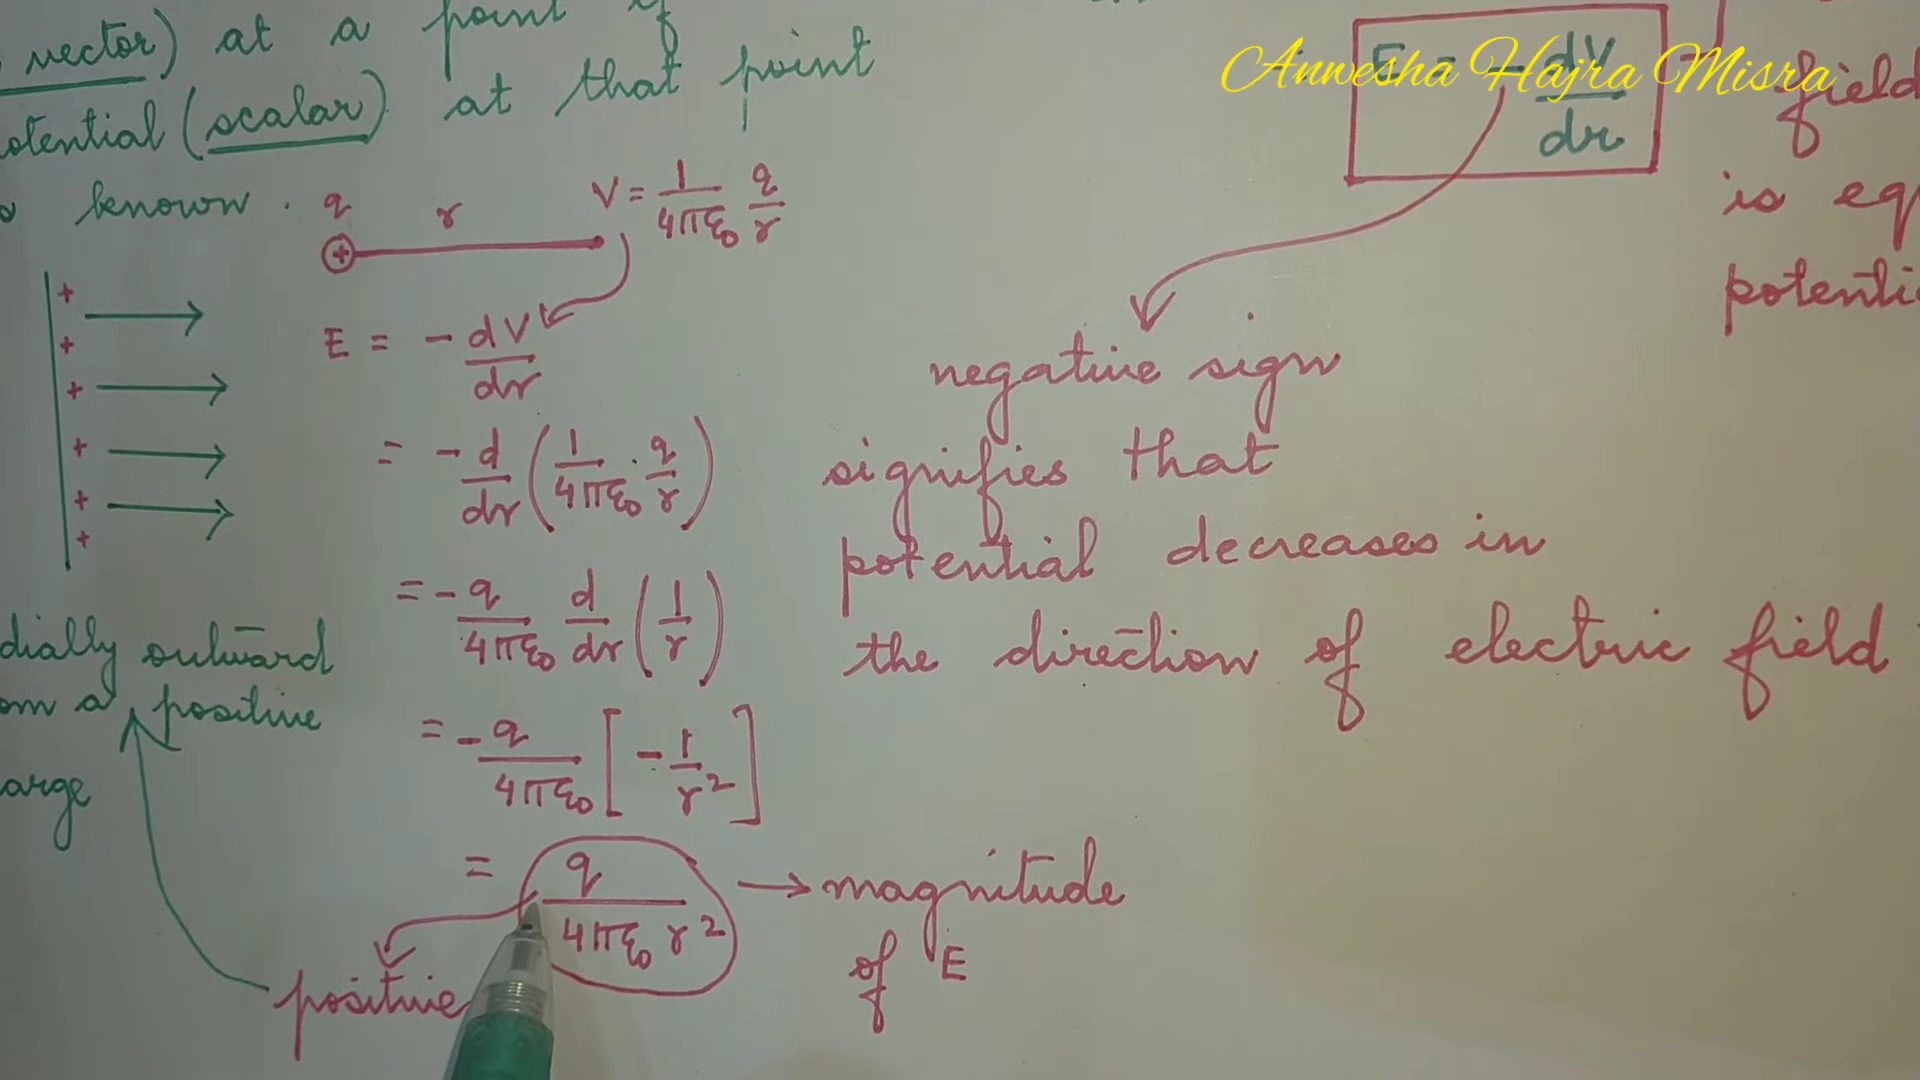 vector) at a point if
otential (scalar) at that point
known.
q r V = 1/4πε₀ q/r
E = - dV/dr
= - d/dr (1/4πε₀ . q/r)
= - q/4πε₀ d/dr (1/r)
= - q/4πε₀ [- 1/r²]
= q/4πε₀ r² → magnitude
of E
positive
+
+
+
+
+
+
dially outward
om a positive
arge
Anwesha Hajra Misra
E = - dV/dr
field
is eq
potenti
negative sign
signifies that
potential decreases in
the direction of electric field